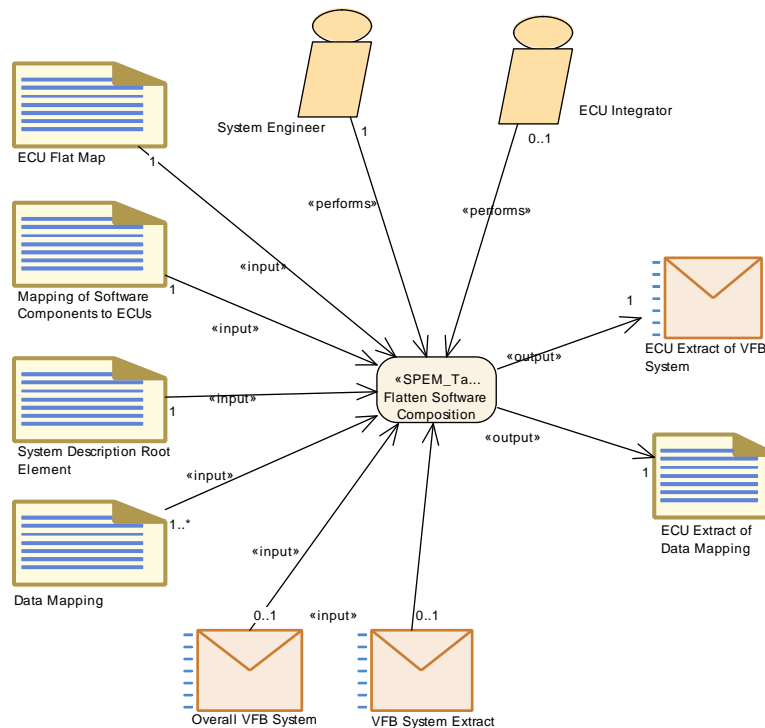 System Engineer
1
ECU Integrator
0..1
ECU Flat Map
1
«performs»
«performs»
«input»
Mapping of Software
Components to ECUs
1
«input»
ECU Extract of VFB
System
1
«output»
«SPEM_Ta...
Flatten Software
Composition
System Description Root
Element
1
«input»
«output»
ECU Extract of
Data Mapping
1
Data Mapping
1..*
«input»
«input»
0..1
Overall VFB System
«input»
0..1
VFB System Extract